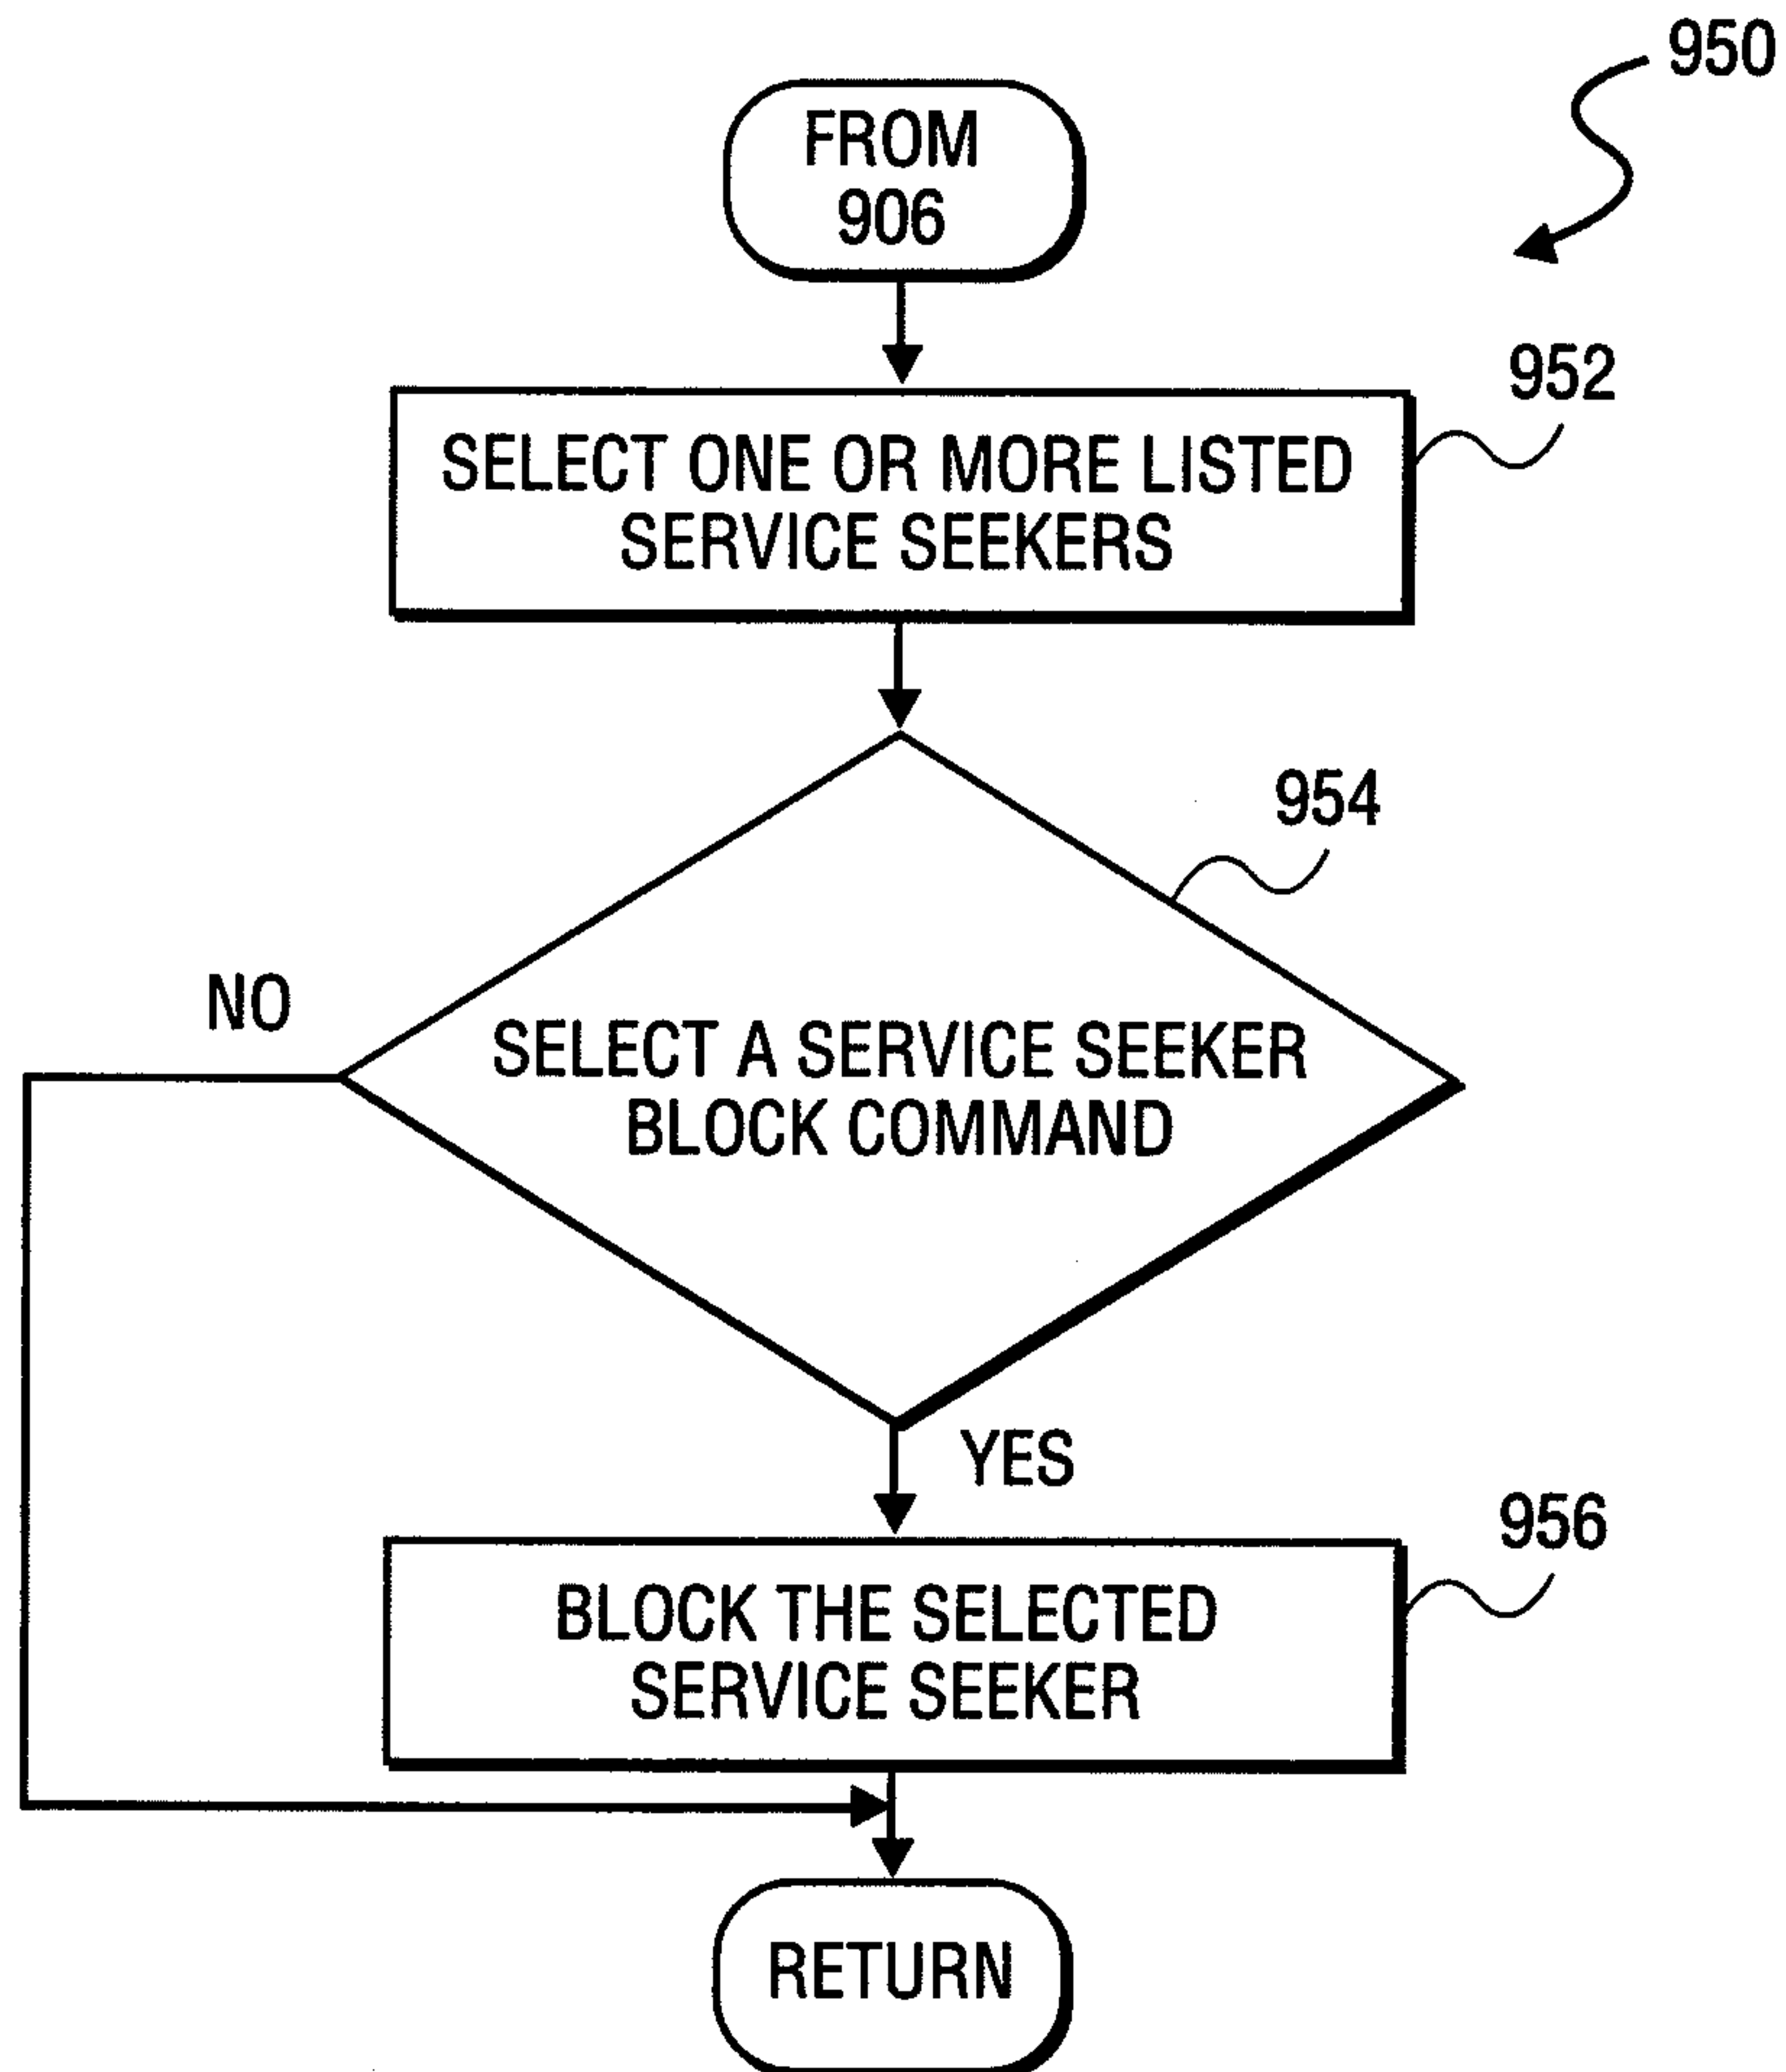 950
FROM
906
952
SELECT ONE OR MORE LISTED
SERVICE SEEKERS
954
NO
SELECT A SERVICE SEEKER
BLOCK COMMAND
YES
956
BLOCK THE SELECTED
SERVICE SEEKER
RETURN